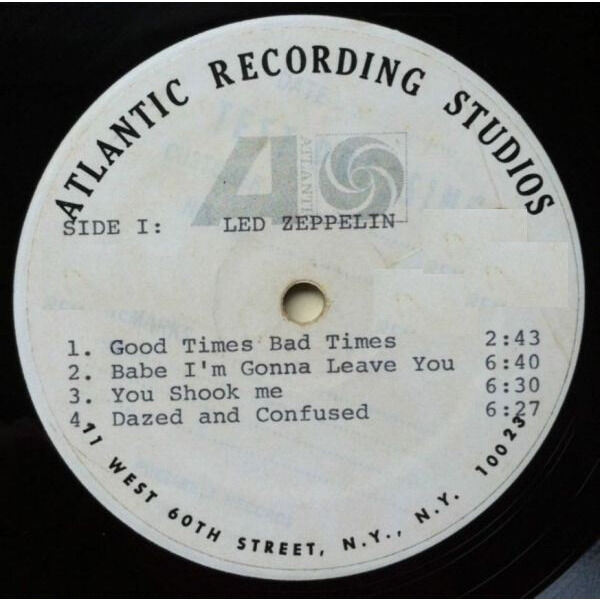 ATLANTIC RECORDING STUDIOS
ATLANTIC
SIDE I: LED ZEPPELIN
1. Good Times Bad Times 2:43
2. Babe I'm Gonna Leave You 6:40
3. You Shook me 6:30
4. Dazed and Confused 6:27
11 WEST 60TH STREET, N.Y., N.Y. 10023